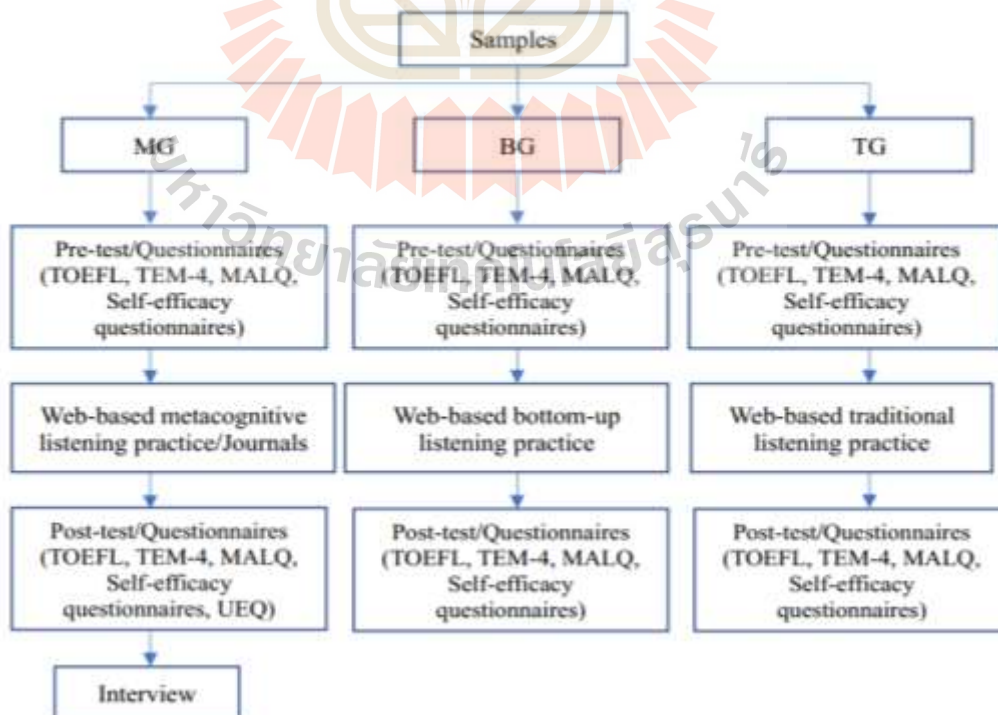 Samples
MG
BG
TG
Pre-test/Questionnaires
(TOEFL, TEM-4, MALQ,
Self-efficacy
questionnaires)
Pre-test/Questionnaires
(TOEFL, TEM-4, MALQ,
Self-efficacy
questionnaires)
Pre-test/Questionnaires
(TOEFL, TEM-4, MALQ,
Self-efficacy
questionnaires)
Web-based metacognitive
listening practice/Journals
Web-based bottom-up
listening practice
Web-based traditional
listening practice
Post-test/Questionnaires
(TOEFL, TEM-4, MALQ,
Self-efficacy
questionnaires, UEQ)
Post-test/Questionnaires
(TOEFL, TEM-4, MALQ,
Self-efficacy
questionnaires)
Post-test/Questionnaires
(TOEFL, TEM-4, MALQ,
Self-efficacy
questionnaires)
Interview